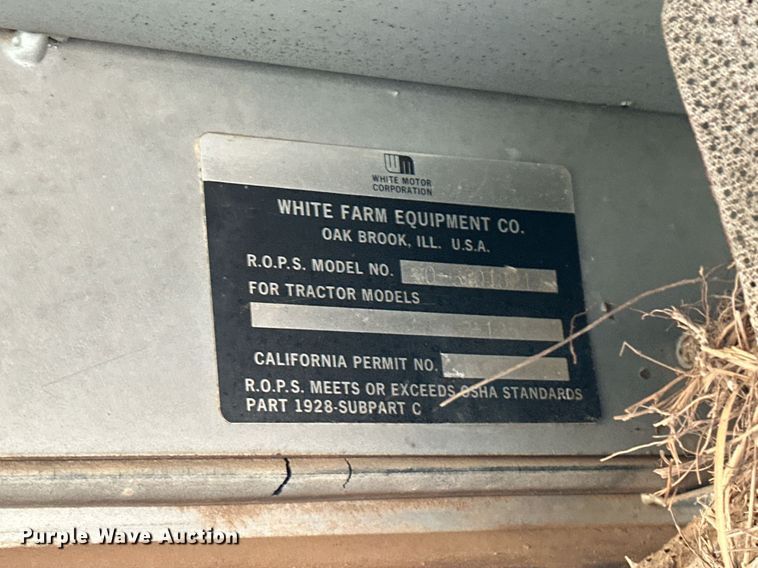 WM
WHITE MOTOR
CORPORATION
WHITE FARM EQUIPMENT CO.
OAK BROOK, ILL. U.S.A.
R.O.P.S. MODEL NO.
FOR TRACTOR MODELS
CALIFORNIA PERMIT NO.
R.O.P.S. MEETS OR EXCEEDS OSHA STANDARDS
PART 1928-SUBPART C
Purple Wave Auction